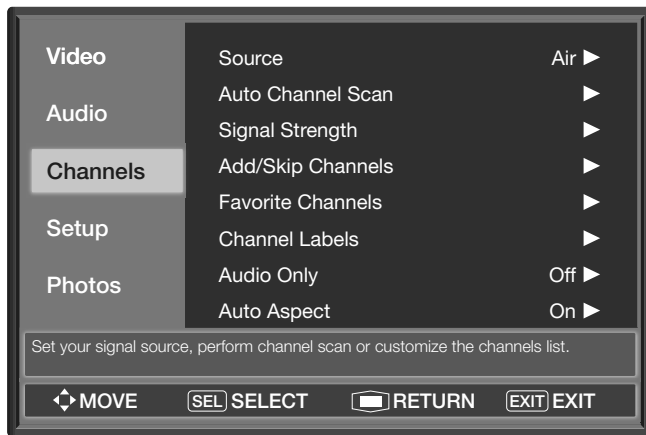 Video
Audio
Channels
Setup
Photos
Source Air
Auto Channel Scan
Signal Strength
Add/Skip Channels
Favorite Channels
Channel Labels
Audio Only Off
Auto Aspect On
Set your signal source, perform channel scan or customize the channels list.
MOVE SEL SELECT RETURN EXIT EXIT